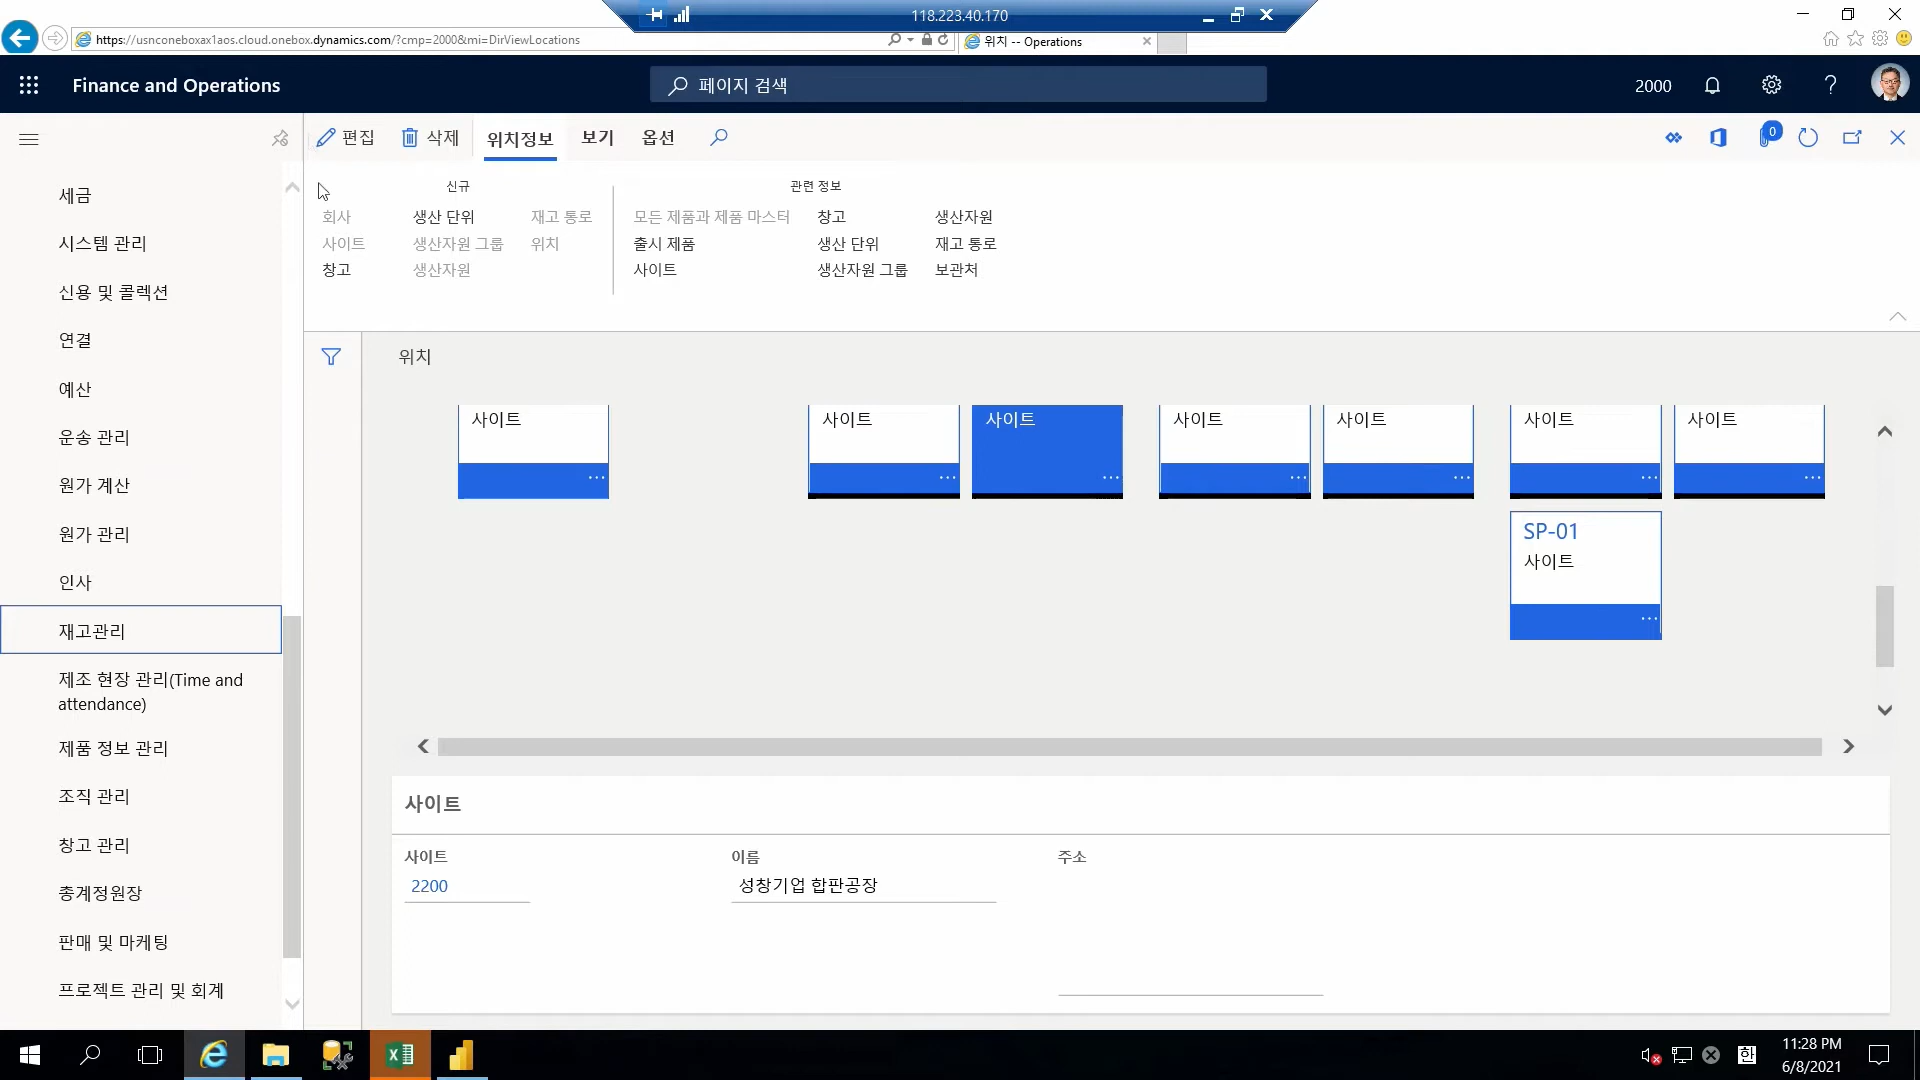 118.223.40.170
https://usnconeboxax1aos.cloud.onebox.dynamics.com/?cmp=2000&mi=DirViewLocations
위치 -- Operations
Finance and Operations
페이지 검색
2000
편집
삭제
위치정보
보기
옵션
0
신규
관련 정보
회사
생산 단위
재고 통로
모든 제품과 제품 마스터
창고
생산자원
사이트
생산자원 그룹
위치
출시 제품
생산 단위
재고 통로
창고
생산자원
사이트
생산자원 그룹
보관처
세금
시스템 관리
신용 및 콜렉션
연결
예산
운송 관리
원가 계산
원가 관리
인사
재고관리
제조 현장 관리(Time and
attendance)
제품 정보 관리
조직 관리
창고 관리
총계정원장
판매 및 마케팅
프로젝트 관리 및 회계
위치
사이트
사이트
사이트
사이트
사이트
사이트
사이트
SP-01
사이트
사이트
사이트
이름
주소
2200
성창기업 합판공장
한
11:28 PM
6/8/2021